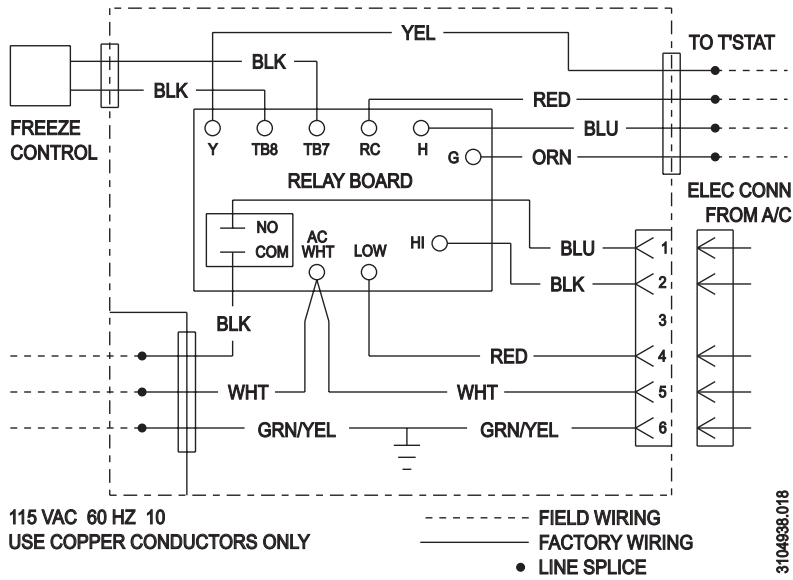 YEL
TO T'STAT
BLK
BLK
RED
FREEZE
CONTROL
BLU
Y
TB8
TB7
RC
H
G
ORN
RELAY BOARD
ELEC CONN
FROM A/C
NO
COM
AC
WHT
LOW
HI
BLU
1
BLK
2
BLK
3
RED
4
WHT
WHT
5
GRN/YEL
GRN/YEL
6
115 VAC 60 HZ 10
USE COPPER CONDUCTORS ONLY
FIELD WIRING
FACTORY WIRING
LINE SPLICE
3104938.018